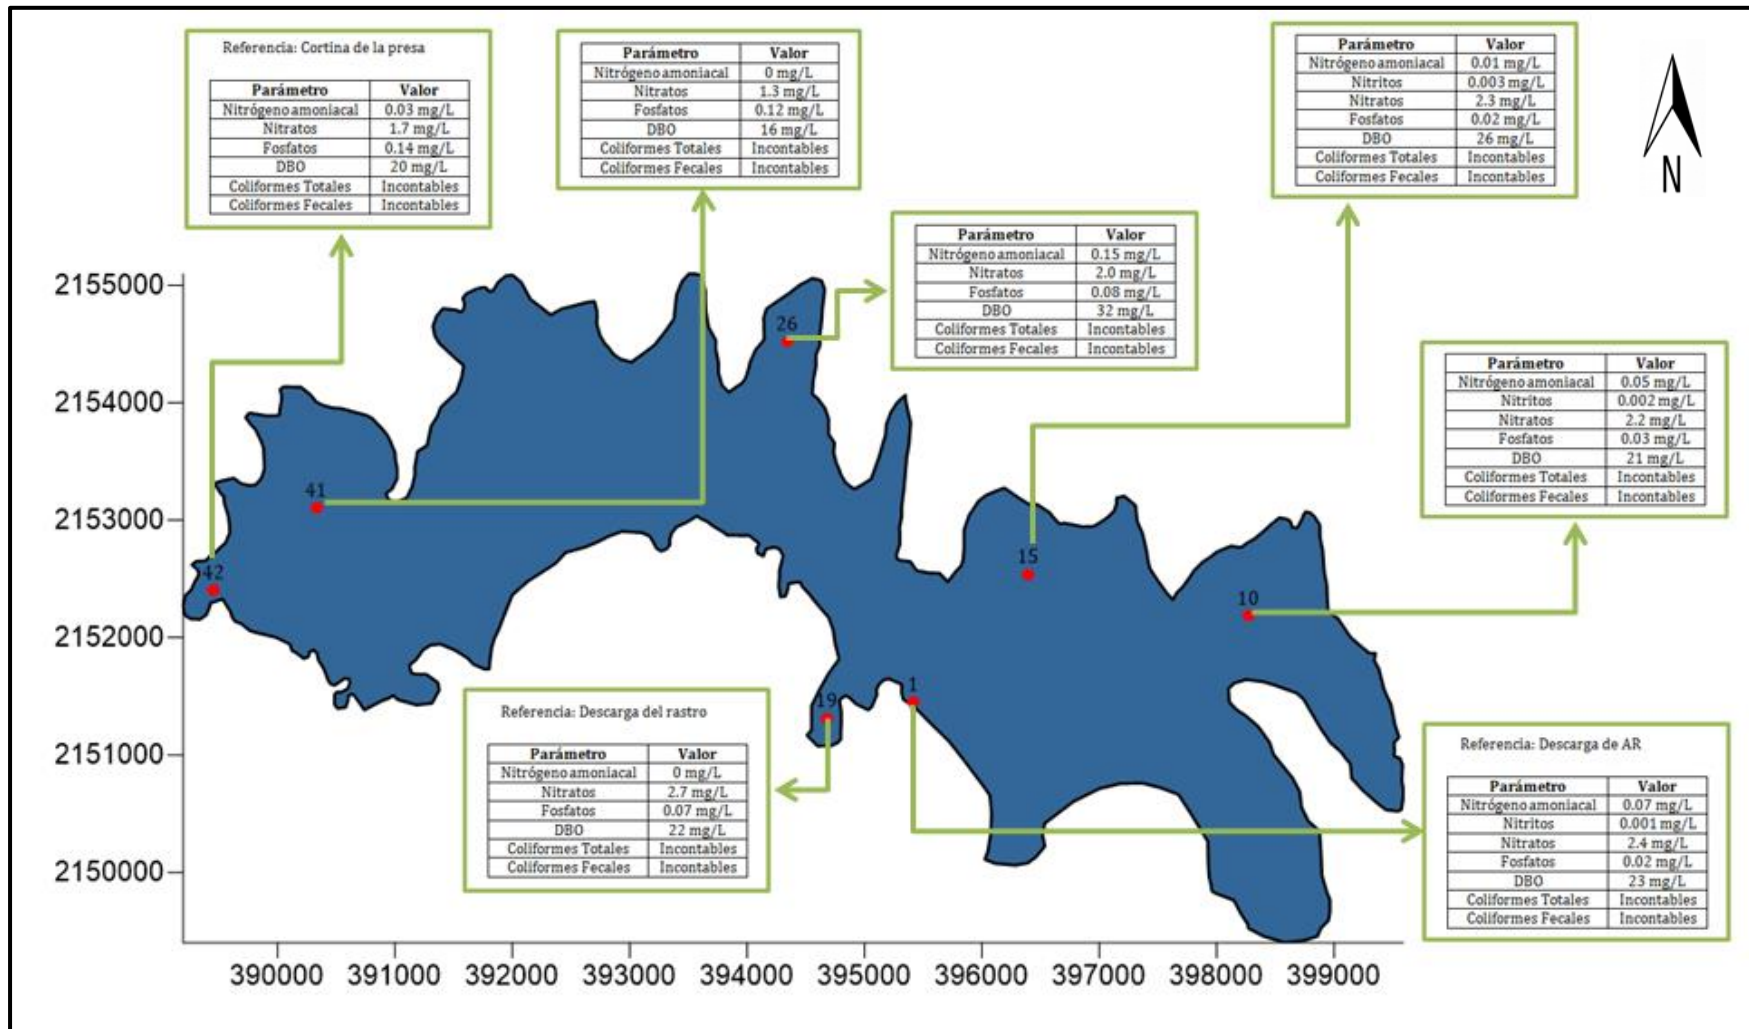 Referencia: Cortina de la presa
Parámetro Valor
Nitrógeno amoniacal 0.03 mg/L
Nitratos 1.7 mg/L
Fosfatos 0.14 mg/L
DBO 20 mg/L
Coliformes Totales Incontables
Coliformes Fecales Incontables
Parámetro Valor
Nitrógeno amoniacal 0 mg/L
Nitratos 1.3 mg/L
Fosfatos 0.12 mg/L
DBO 16 mg/L
Coliformes Totales Incontables
Coliformes Fecales Incontables
Parámetro Valor
Nitrógeno amoniacal 0.01 mg/L
Nitritos 0.003 mg/L
Nitratos 2.3 mg/L
Fosfatos 0.02 mg/L
DBO 26 mg/L
Coliformes Totales Incontables
Coliformes Fecales Incontables
N
Parámetro Valor
Nitrógeno amoniacal 0.15 mg/L
Nitratos 2.0 mg/L
Fosfatos 0.08 mg/L
DBO 32 mg/L
Coliformes Totales Incontables
Coliformes Fecales Incontables
Parámetro Valor
Nitrógeno amoniacal 0.05 mg/L
Nitritos 0.002 mg/L
Nitratos 2.2 mg/L
Fosfatos 0.03 mg/L
DBO 21 mg/L
Coliformes Totales Incontables
Coliformes Fecales Incontables
2155000
2154000
2153000
2152000
2151000
2150000
26
41
42
15
10
19
1
Referencia: Descarga del rastro
Parámetro Valor
Nitrógeno amoniacal 0 mg/L
Nitratos 2.7 mg/L
Fosfatos 0.07 mg/L
DBO 22 mg/L
Coliformes Totales Incontables
Coliformes Fecales Incontables
Referencia: Descarga de AR
Parámetro Valor
Nitrógeno amoniacal 0.07 mg/L
Nitritos 0.001 mg/L
Nitratos 2.4 mg/L
Fosfatos 0.02 mg/L
DBO 23 mg/L
Coliformes Totales Incontables
Coliformes Fecales Incontables
390000 391000 392000 393000 394000 395000 396000 397000 398000 399000